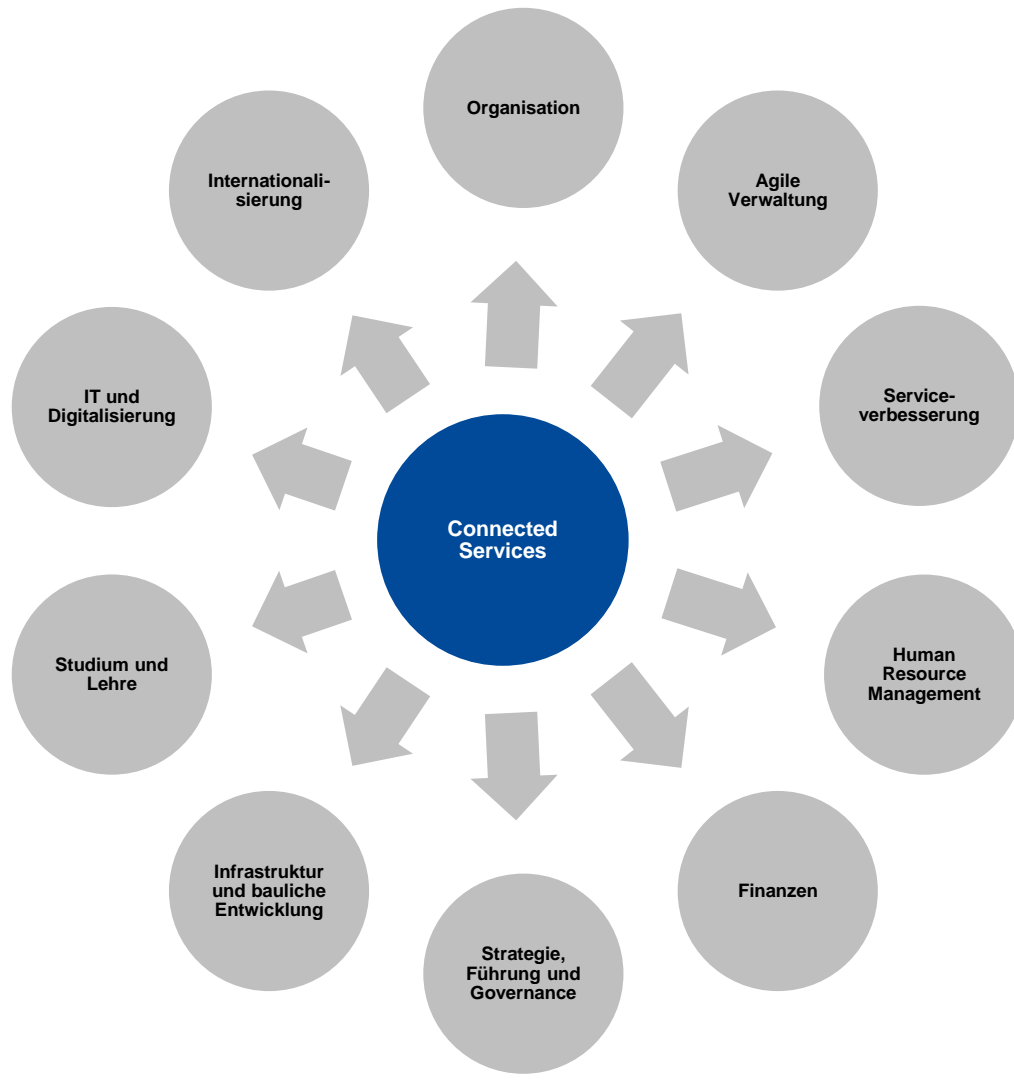 Organisation
Internationali-
sierung
Agile
Verwaltung
IT und
Digitalisierung
Service-
verbesserung
Connected
Services
Studium und
Lehre
Human
Resource
Management
Infrastruktur
und bauliche
Entwicklung
Finanzen
Strategie,
Führung und
Governance